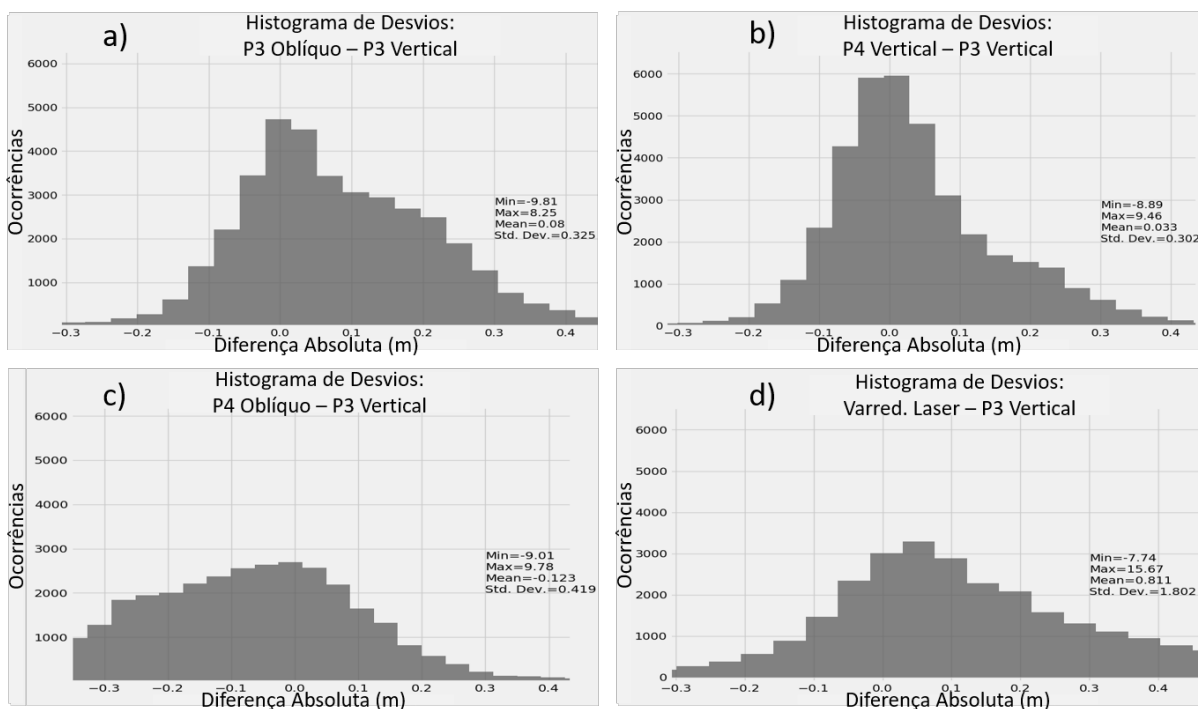 a)
Histograma de Desvios:
P3 Oblíquo – P3 Vertical
6000
5000
4000
3000
2000
1000
Ocorrências
Min=-9.81
Max=8.25
Mean=0.08
Std. Dev.=0.325
−0.3 −0.2 −0.1 0.0 0.1 0.2 0.3 0.4
Diferença Absoluta (m)
b)
Histograma de Desvios:
P4 Vertical – P3 Vertical
6000
5000
4000
3000
2000
1000
0
Ocorrências
Min=-8.89
Max=9.46
Mean=0.033
Std. Dev.=0.302
−0.3 −0.2 −0.1 0.0 0.1 0.2 0.3 0.4
Diferença Absoluta (m)
c)
Histograma de Desvios:
P4 Oblíquo – P3 Vertical
6000
5000
4000
3000
2000
1000
Ocorrências
Min=-9.01
Max=9.78
Mean=-0.123
Std. Dev.=0.419
−0.3 −0.2 −0.1 0.0 0.1 0.2 0.3 0.4
Diferença Absoluta (m)
d)
Histograma de Desvios:
Varred. Laser – P3 Vertical
6000
5000
4000
3000
2000
1000
0
Ocorrências
Min=-7.74
Max=15.67
Mean=0.811
Std. Dev.=1.802
−0.3 −0.2 −0.1 0.0 0.1 0.2 0.3 0.4
Diferença Absoluta (m)